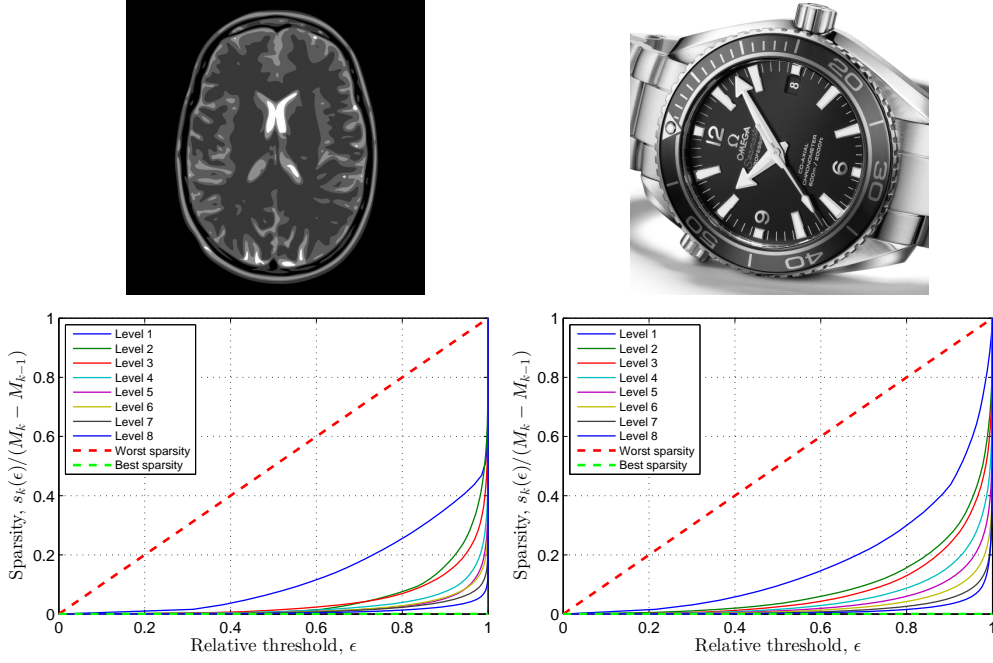 12
Ω
OMEGA
CO-AXIAL
CHRONOMETER
600m / 2000ft
8
20
30
40
50
9
6
1
0.8
0.6
0.4
0.2
0
Sparsity, s_k(ϵ)/(M_k − M_{k−1})
Level 1
Level 2
Level 3
Level 4
Level 5
Level 6
Level 7
Level 8
Worst sparsity
Best sparsity
0 0.2 0.4 0.6 0.8 1
Relative threshold, ϵ
1
0.8
0.6
0.4
0.2
0
Sparsity, s_k(ϵ)/(M_k − M_{k−1})
Level 1
Level 2
Level 3
Level 4
Level 5
Level 6
Level 7
Level 8
Worst sparsity
Best sparsity
0 0.2 0.4 0.6 0.8 1
Relative threshold, ϵ